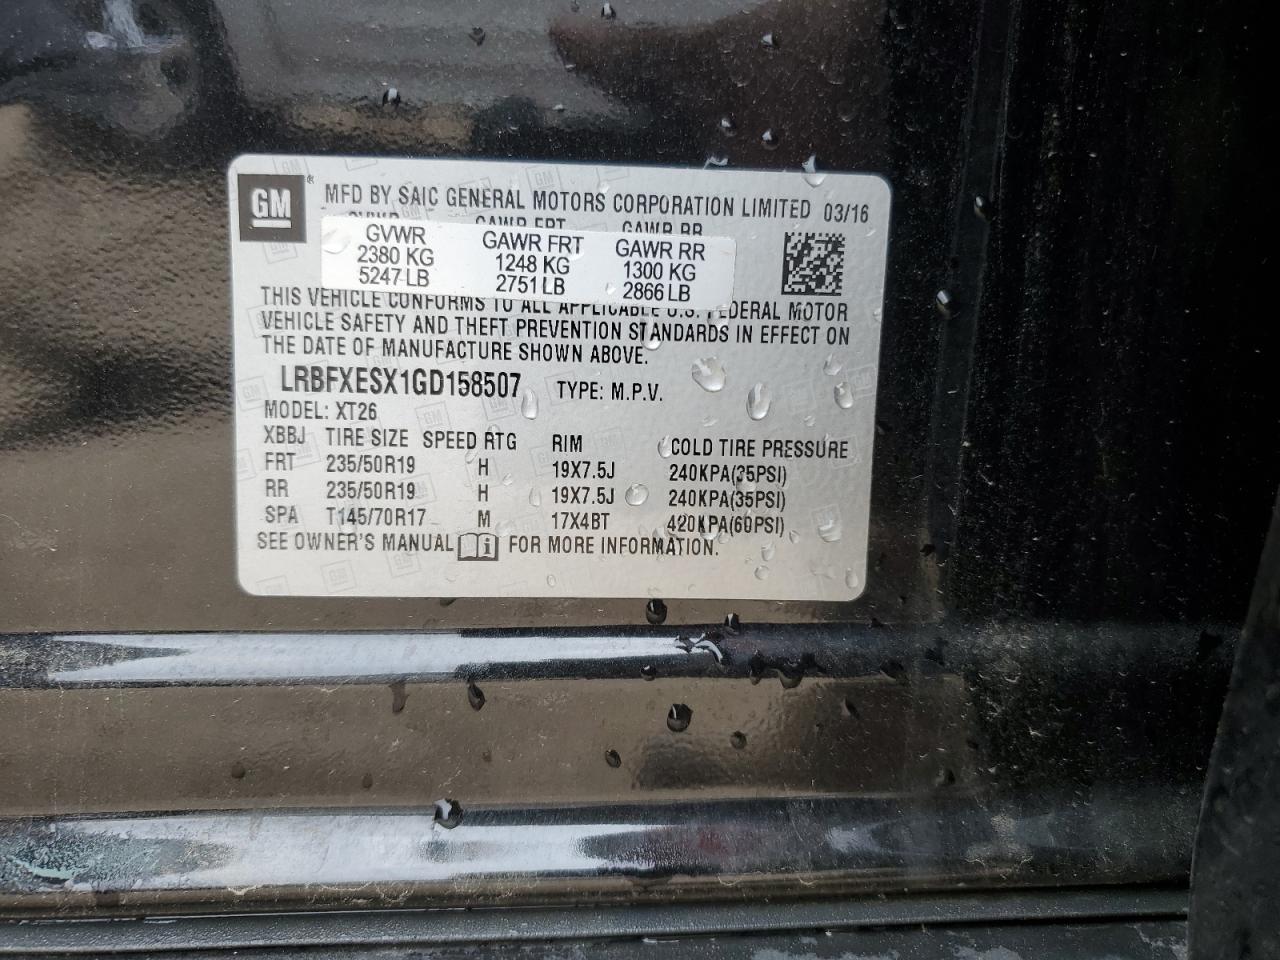 GM
MFD BY SAIC GENERAL MOTORS CORPORATION LIMITED 03/16
GVWR GAWR FRT GAWR RR
2380 KG 1248 KG 1300 KG
5247 LB 2751 LB 2866 LB
THIS VEHICLE CONFORMS TO ALL APPLICABLE U.S. FEDERAL MOTOR
VEHICLE SAFETY AND THEFT PREVENTION STANDARDS IN EFFECT ON
THE DATE OF MANUFACTURE SHOWN ABOVE.
LRBFXESX1GD158507 TYPE: M.P.V.
MODEL: XT26
XBBJ TIRE SIZE SPEED RTG RIM COLD TIRE PRESSURE
FRT 235/50R19 H 19X7.5J 240KPA(35PSI)
RR 235/50R19 H 19X7.5J 240KPA(35PSI)
SPA T145/70R17 M 17X4BT 420KPA(60PSI)
SEE OWNER'S MANUAL i FOR MORE INFORMATION.